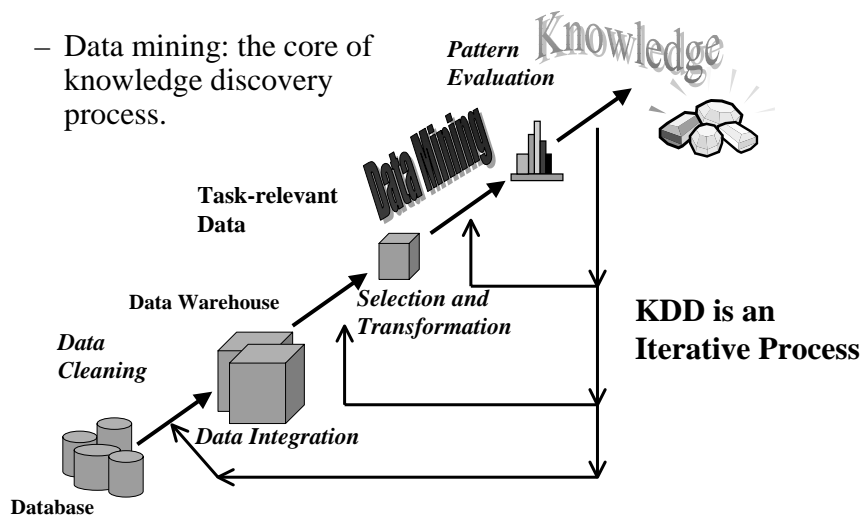 – Data mining: the core of
knowledge discovery
process.
Pattern
Evaluation
Knowledge
Data Mining
Task-relevant
Data
Data Warehouse
Selection and
Transformation
KDD is an
Iterative Process
Data
Cleaning
Data Integration
Database